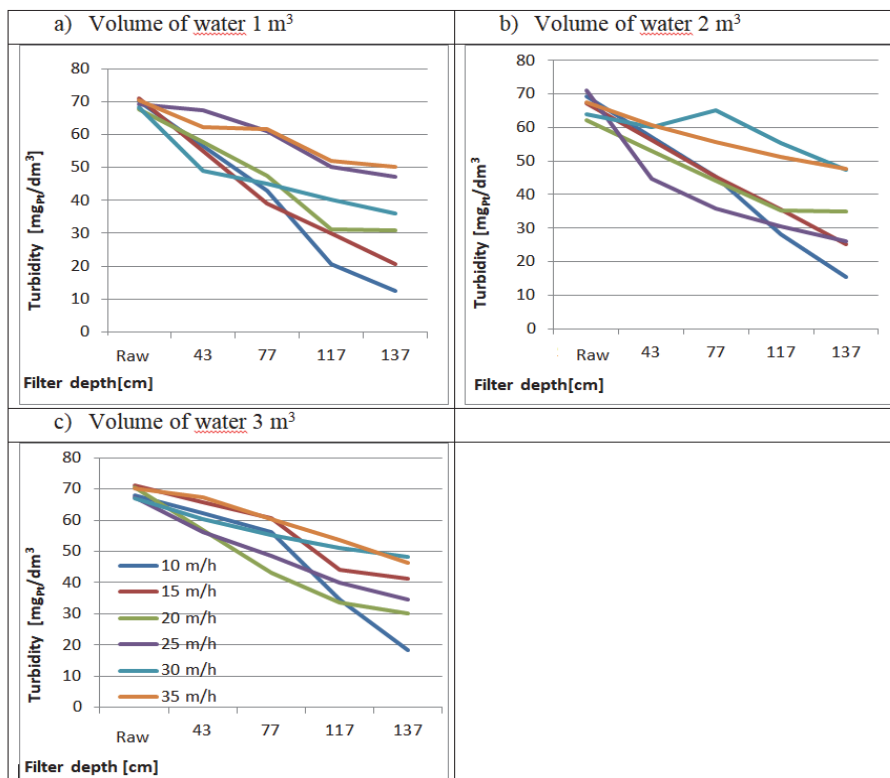 a) Volume of water 1 m³
80
70
60
50
40
30
20
10
0
Turbidity [mgPt/dm³
Raw 43 77 117 137
Filter depth[cm]
b) Volume of water 2 m³
80
70
60
50
40
30
20
10
0
Turbidity [mgPt/dm³
Raw 43 77 117 137
Filter depth[cm]
c) Volume of water 3 m³
80
70
60
50
40
30
20
10
0
Turbidity [mgPt/dm³
10 m/h
15 m/h
20 m/h
25 m/h
30 m/h
35 m/h
Raw 43 77 117 137
Filter depth [cm]